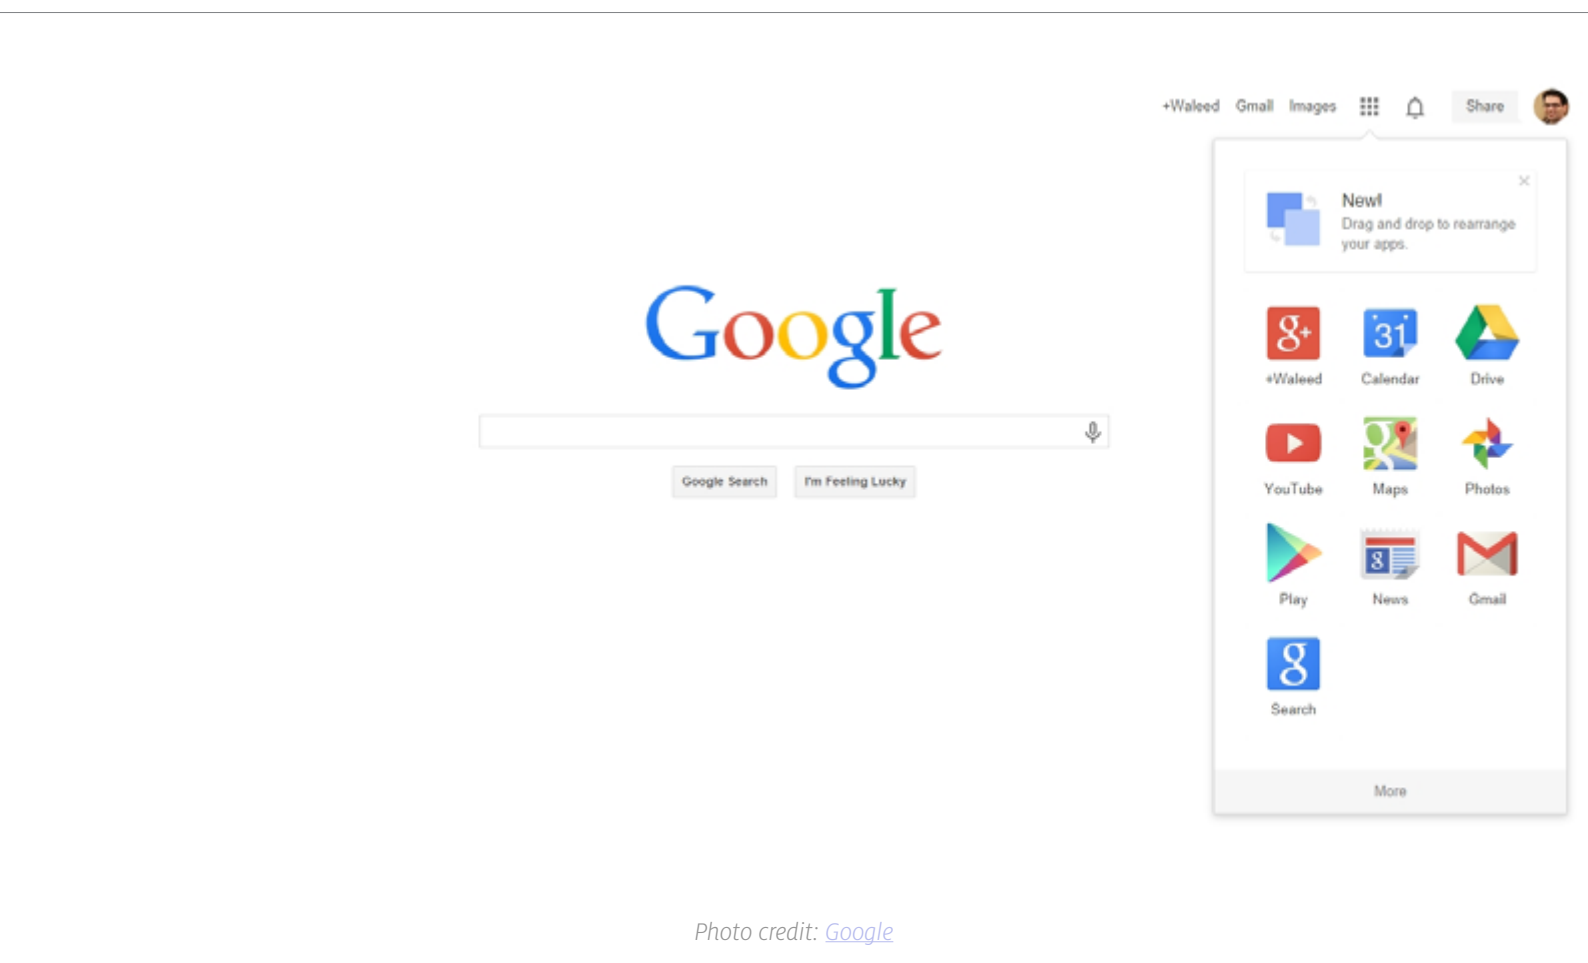 +Waleed Gmail Images Share
New!
Drag and drop to rearrange
your apps.
Google
Google Search I'm Feeling Lucky
g+ 31
+Waleed Calendar Drive
g
YouTube Maps Photos
g
Play News Gmail
g
Search
More
Photo credit: Google